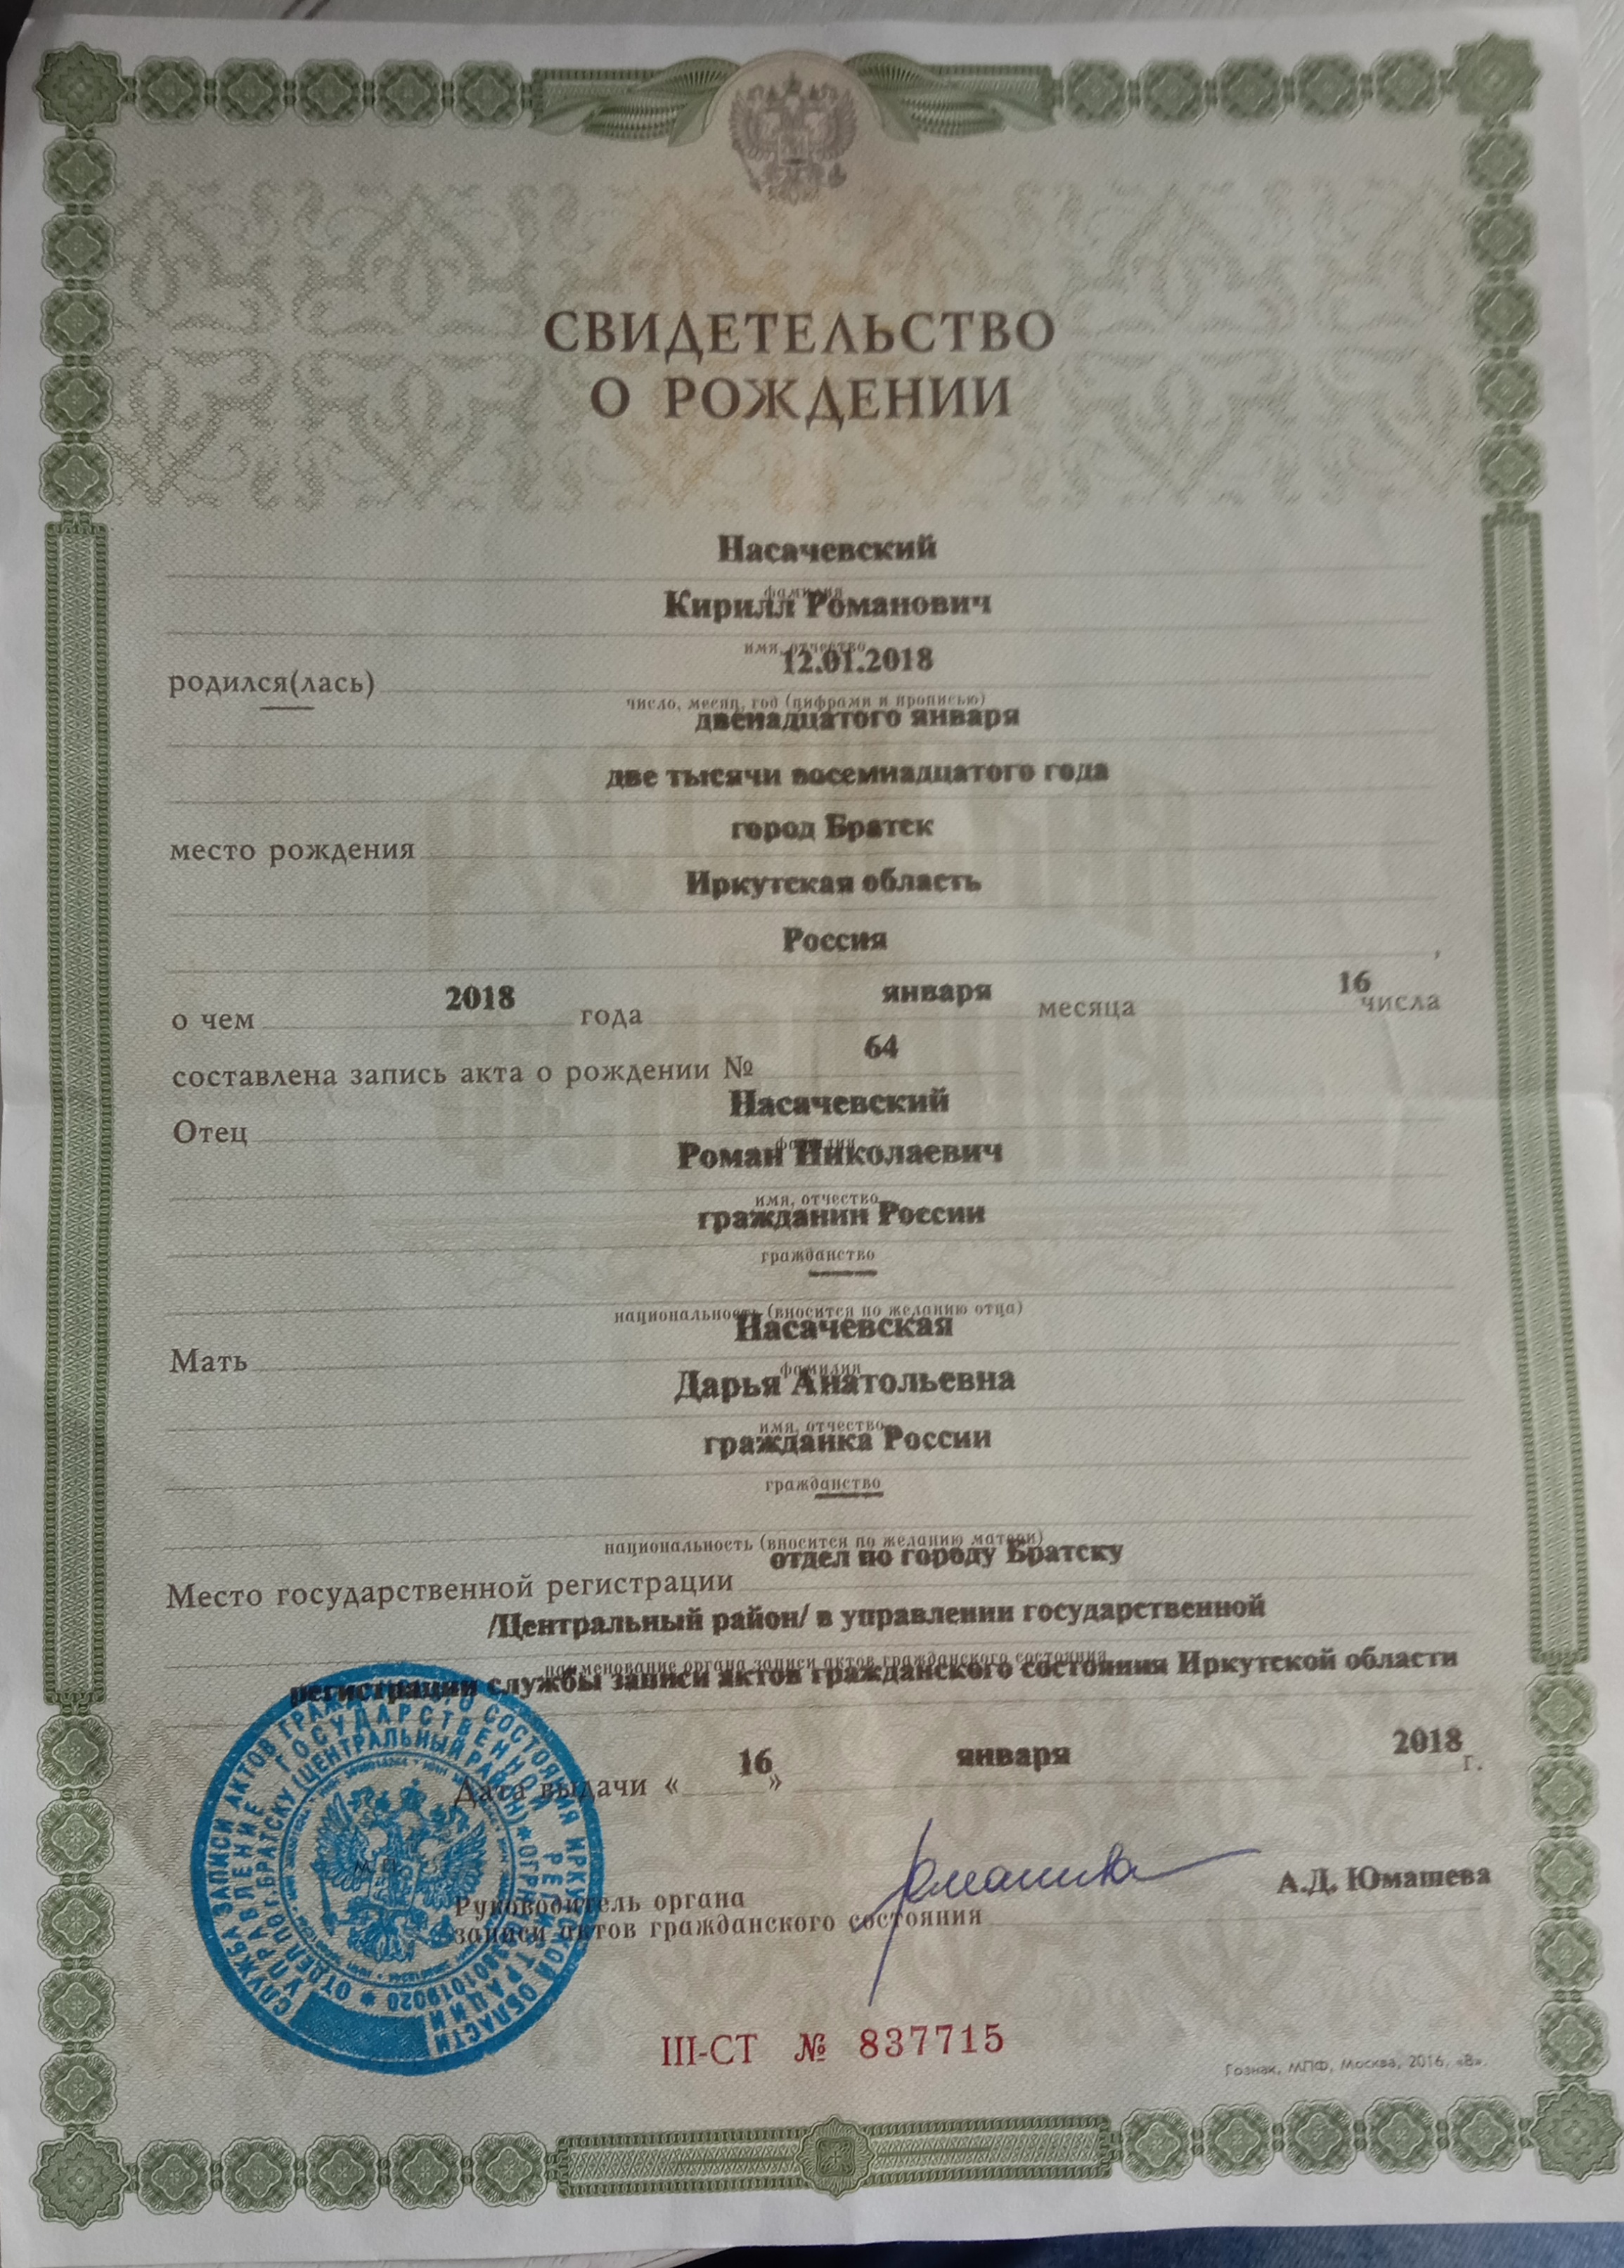 СВИДЕТЕЛЬСТВО
О РОЖДЕНИИ
Насачевский
фамилия
Кирилл Романович
имя, отчество
родился(лась) 12.01.2018
число, месяц, год (цифрами и прописью)
двенадцатого января
две тысячи восемнадцатого года
место рождения город Братск
Иркутская область
Россия ,
о чем 2018 года января месяца 16 числа
составлена запись акта о рождении № 64
Отец Насачевский
фамилия
Роман Николаевич
имя, отчество
гражданин России
гражданство
национальность (вносится по желанию отца)
Мать Насачевская
фамилия
Дарья Анатольевна
имя, отчество
гражданка России
гражданство
национальность (вносится по желанию матери)
Место государственной регистрации отдел по городу Братску
/Центральный район/ в управлении государственной
наименование органа записи актов гражданского состояния
регистрации службы записи актов гражданского состояния Иркутской области
Дата выдачи « 16 » января 2018 г.
М.П.
Руководитель органа
записи актов гражданского состояния А.Д. Юмашева
СЛУЖБА ЗАПИСИ АКТОВ ГРАЖДАНСКОГО СОСТОЯНИЯ ИРКУТСКОЙ ОБЛАСТИ
УПРАВЛЕНИЕ ГОСУДАРСТВЕННОЙ РЕГИСТРАЦИИ
ОТДЕЛ ПО Г. БРАТСКУ (ЦЕНТРАЛЬНЫЙ РАЙОН) * ОГРН
III-СТ № 837715
Гознак, МПФ, Москва, 2016, «В».